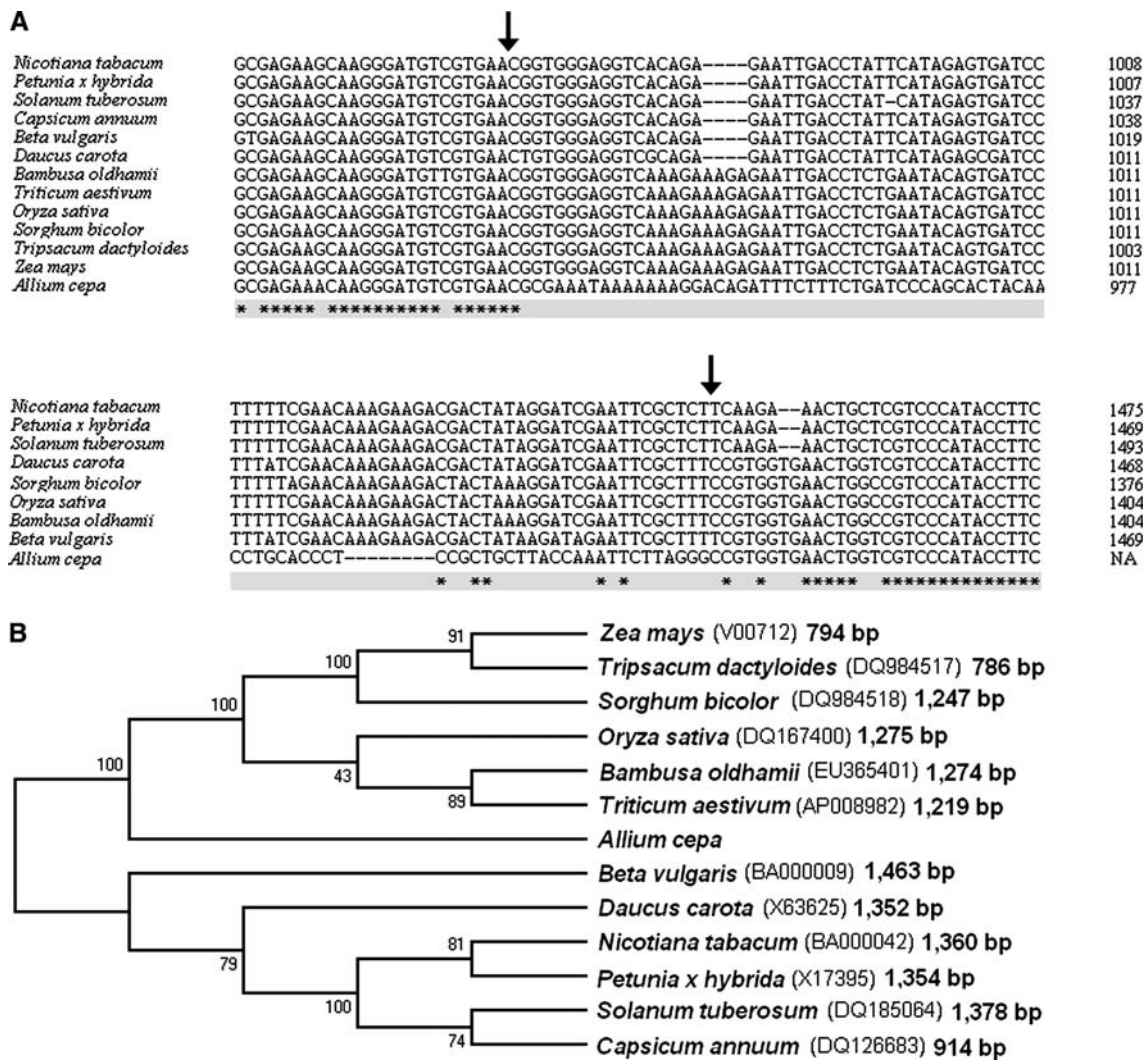 A
Nicotiana tabacum GCGAGAAGCAAGGGATGTCGTGAACGGTGGGAGGTCACAGA----GAATTGACCTATTCATAGAGTGATCC 1008
Petunia x hybrida GCGAGAAGCAAGGGATGTCGTGAACGGTGGGAGGTCACAGA----GAATTGACCTATTCATAGAGTGATCC 1007
Solanum tuberosum GCGAGAAGCAAGGGATGTCGTGAACGGTGGGAGGTCACAGA----GAATTGACCTAT-CATAGAGTGATCC 1037
Capsicum annuum GCGAGAAGCAAGGGATGTCGTGAACGGTGGGAGGTCACAGA----GAATTGACCTATTCATAGAGTGATCC 1038
Beta vulgaris GTGAGAAGCAAGGGATGTCGTGAACGGTGGGAGGTCACAGA----GAATTGACCTATTCATAGAGTGATCC 1019
Daucus carota GCGAGAAGCAAGGGATGTCGTGAACTGTGGGAGGTCGCAGA----GAATTGACCTATTCATAGAGCGATCC 1011
Bambusa oldhamii GCGAGAAGCAAGGGATGTTGTGAACGGTGGGAGGTCAAAGAAAGAGAATTGACCTCTGAATACAGTGATCC 1011
Triticum aestivum GCGAGAAGCAAGGGATGTCGTGAACGGTGGGAGGTCAAAGAAAGAGAATTGACCTCTGAATACAGTGATCC 1011
Oryza sativa GCGAGAAGCAAGGGATGTCGTGAACGGTGGGAGGTCAAAGAAAGAGAATTGACCTCTGAATACAGTGATCC 1011
Sorghum bicolor GCGAGAAGCAAGGGATGTCGTGAACGGTGGGAGGTCAAAGAAAGAGAATTGACCTCTGAATACAGTGATCC 1011
Tripsacum dactyloides GCGAGAAGCAAGGGATGTCGTGAACGGTGGGAGGTCAAAGAAAGAGAATTGACCTCTGAATACAGTGATCC 1003
Zea mays GCGAGAAGCAAGGGATGTCGTGAACGGTGGGAGGTCAAAGAAAGAGAATTGACCTCTGAATACAGTGATCC 1011
Allium cepa GCGAGAAACAAGGGATGTCGTGAACGCGAAATAAAAAAAGGACAGATTTCTTTCTGATCCCAGCACTACAA 977
* ***** ********** ******
Nicotiana tabacum TTTTTCGAACAAAGAAGACGACTATAGGATCGAATTCGCTCTTCAAGA--AACTGCTCGTCCCATACCTTC 1475
Petunia x hybrida TTTTTCGAACAAAGAAGACGACTATAGGATCGAATTCGCTCTTCAAGA--AACTGCTCGTCCCATACCTTC 1469
Solanum tuberosum TTTTTCGAACAAAGAAGACGACTATAGGATCGAATTCGCTCTTCAAGA--AACTGCTCGTCCCATACCTTC 1493
Daucus carota TTTATCGAACAAAGAAGACGACTATAGGATCGAATTCGCTTTCCGTGGTGAACTGGTCGTCCCATACCTTC 1468
Sorghum bicolor TTTTTAGAACAAAGAAGACTACTAAAGGATCGAATTCGCTTTCCGTGGTGAACTGGCCGTCCCATACCTTC 1376
Oryza sativa TTTTTCGAACAAAGAAGACTACTAAAGGATCGAATTCGCTTTCCGTGGTGAACTGGCCGTCCCATACCTTC 1404
Bambusa oldhamii TTTTTCGAACAAAGAAGACTACTAAAGGATCGAATTCGCTTTCCGTGGTGAACTGGCCGTCCCATACCTTC 1404
Beta vulgaris TTTATCGAACAAAGAAGACGACTATAAGATAGAATTCGCTTTTCGTGGTGAACTGGTCGTCCCATACCTTC 1469
Allium cepa CCTGCACCCT--------CCGCTGCTTACCAAATTCTTAGGGCCGTGGTGAACTGGTCGTCCCATACCTTC NA
* ** * * * * ***** **************
B
91 Zea mays (V00712) 794 bp
100 Tripsacum dactyloides (DQ984517) 786 bp
100 Sorghum bicolor (DQ984518) 1,247 bp
100 Oryza sativa (DQ167400) 1,275 bp
43 Bambusa oldhamii (EU365401) 1,274 bp
89 Triticum aestivum (AP008982) 1,219 bp
Allium cepa
Beta vulgaris (BA000009) 1,463 bp
Daucus carota (X63625) 1,352 bp
81 Nicotiana tabacum (BA000042) 1,360 bp
79 Petunia x hybrida (X17395) 1,354 bp
100 Solanum tuberosum (DQ185064) 1,378 bp
74 Capsicum annuum (DQ126683) 914 bp